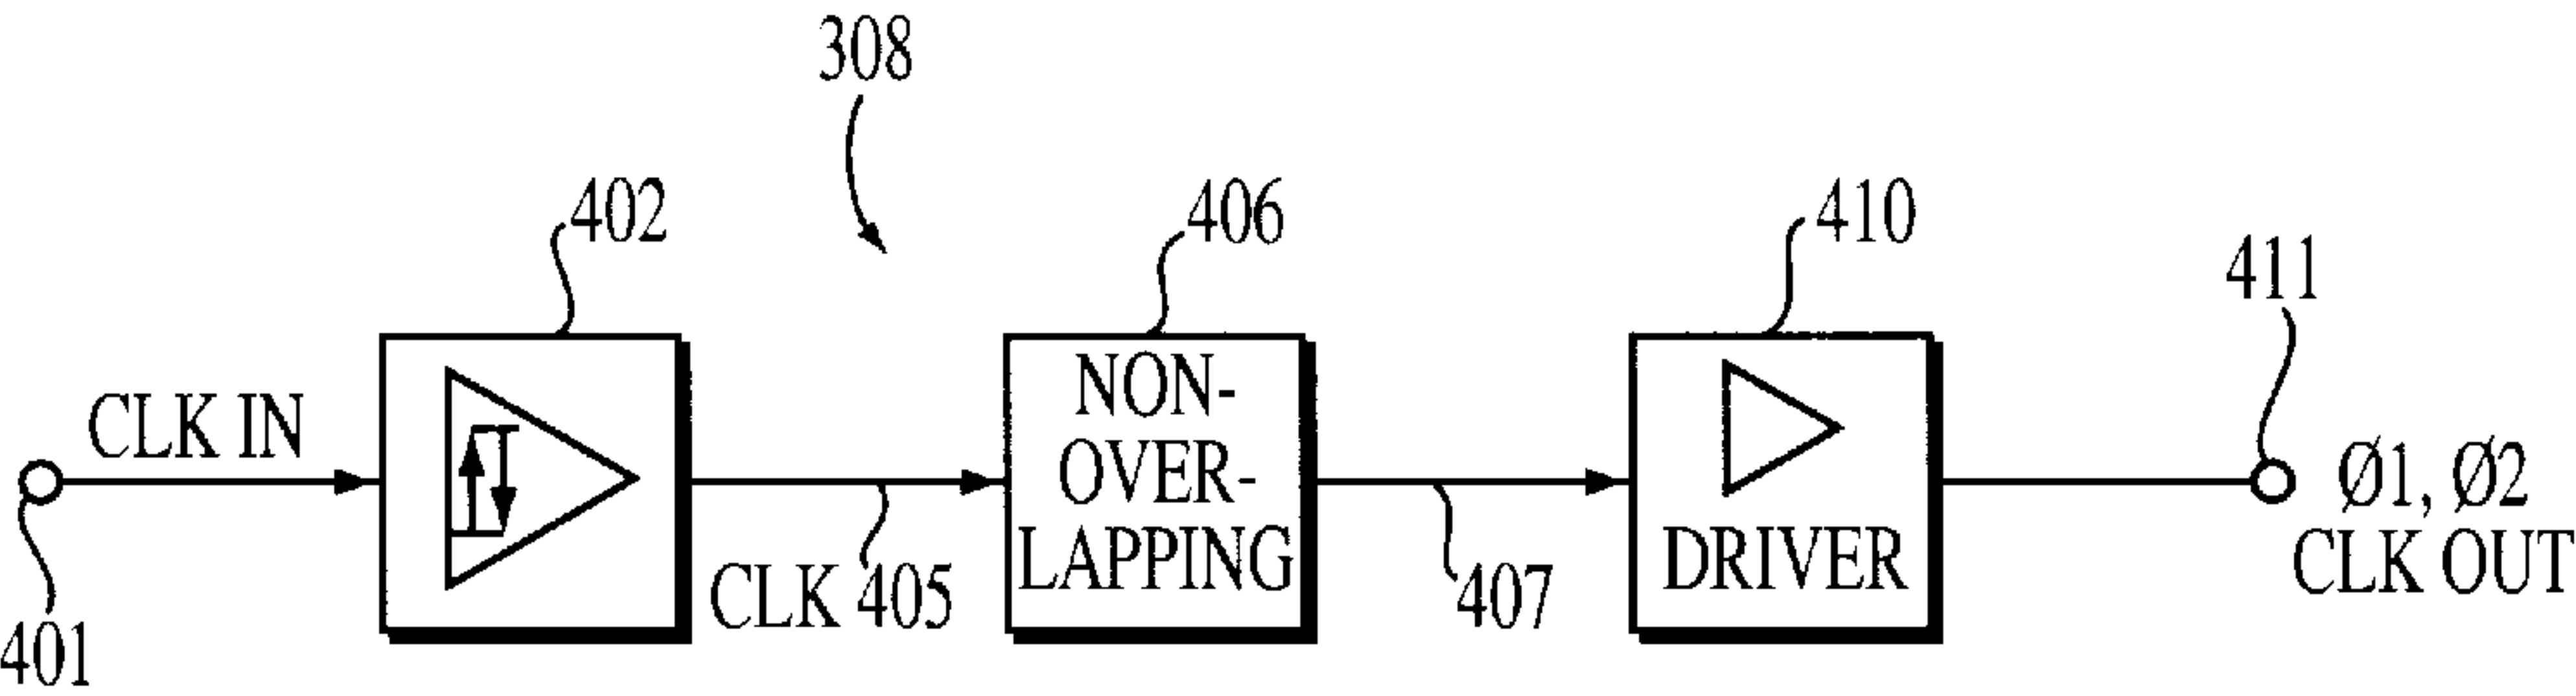 308
402
406
410
411
CLK IN
NON-
OVER-
LAPPING
DRIVER
Ø1, Ø2
CLK OUT
CLK 405
407
401